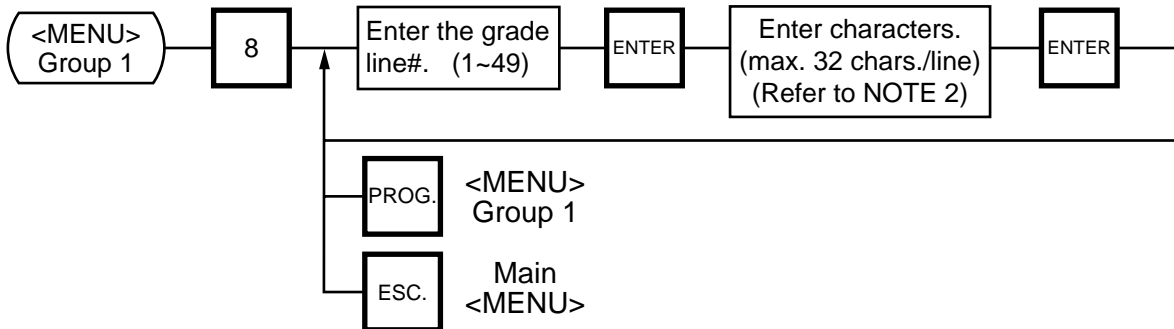 <MENU>
Group 1
8
Enter the grade
line#. (1~49)
ENTER
Enter characters.
(max. 32 chars./line)
(Refer to NOTE 2)
ENTER
PROG.
<MENU>
Group 1
ESC.
Main
<MENU>